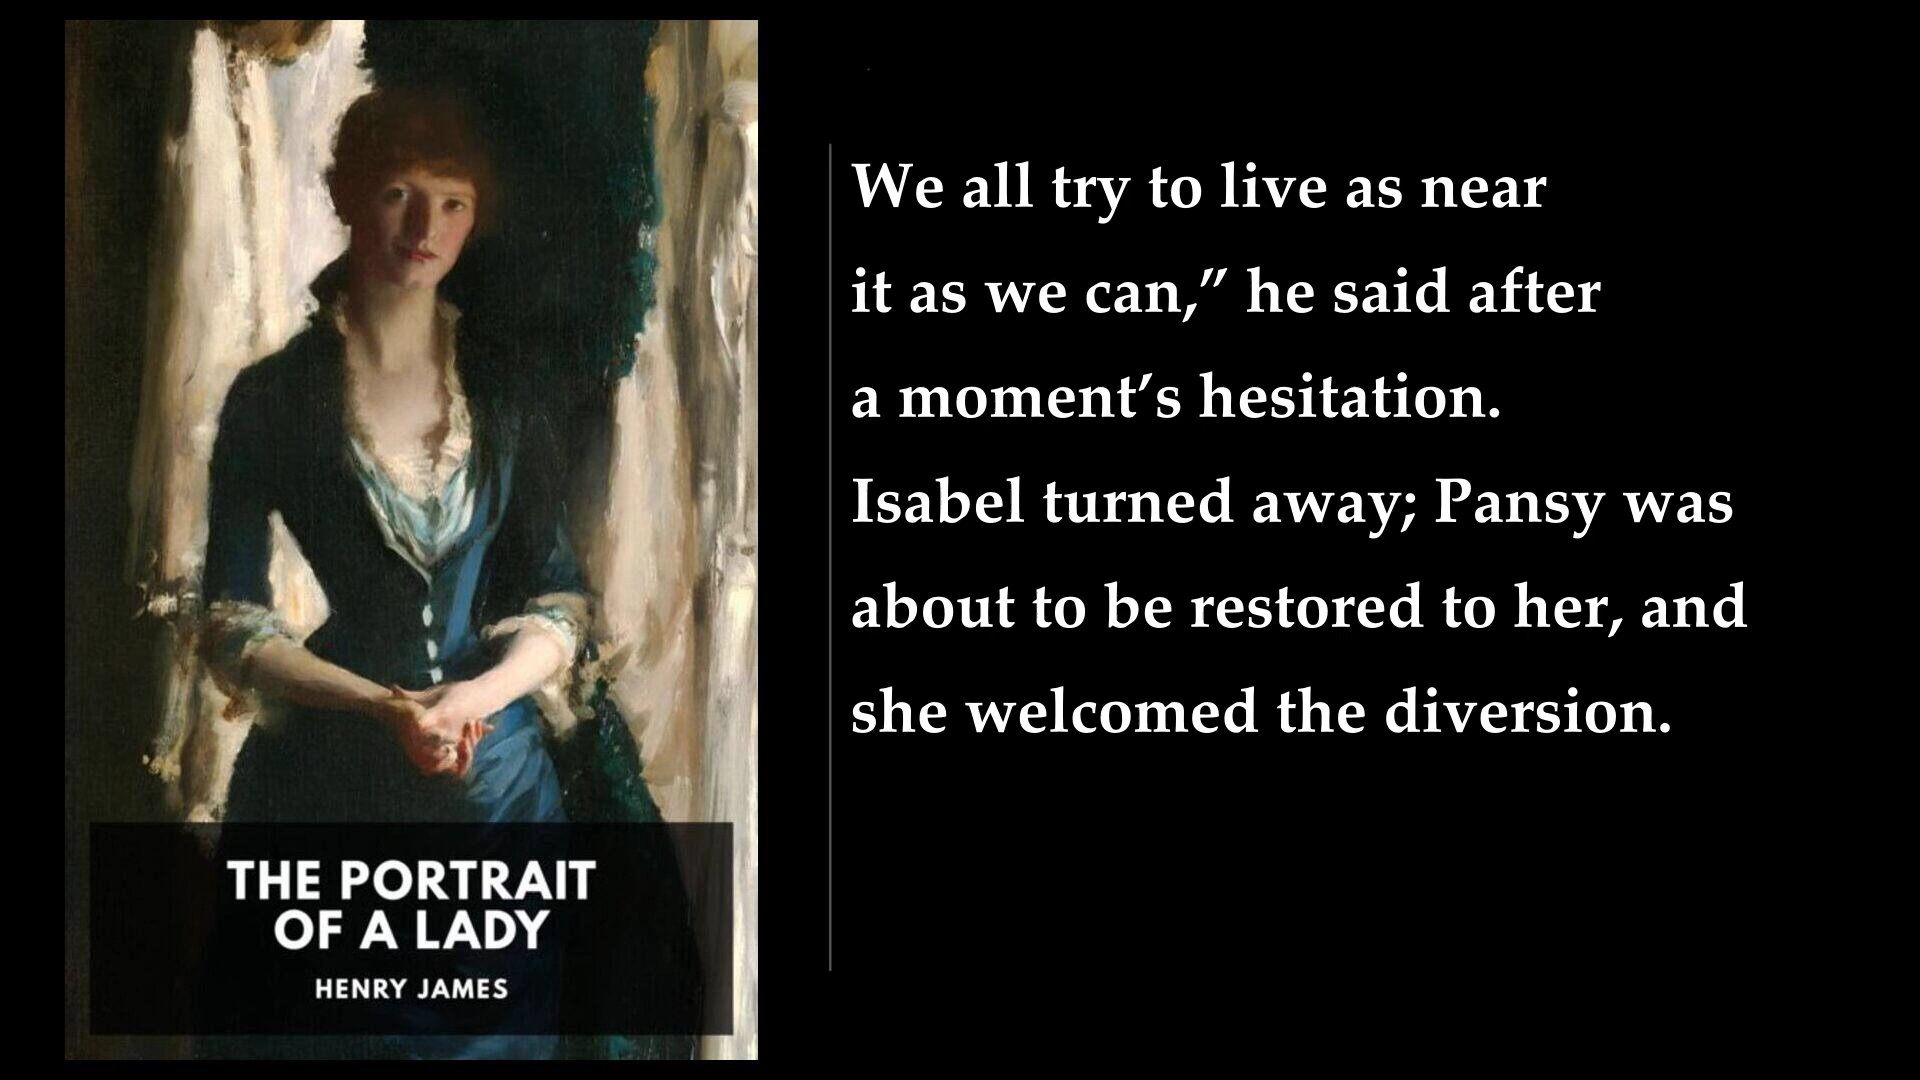 We all try to live as near
it as we can,” he said after
a moment’s hesitation.
Isabel turned away; Pansy was
about to be restored to her, and
she welcomed the diversion.
THE PORTRAIT
OF A LADY
HENRY JAMES